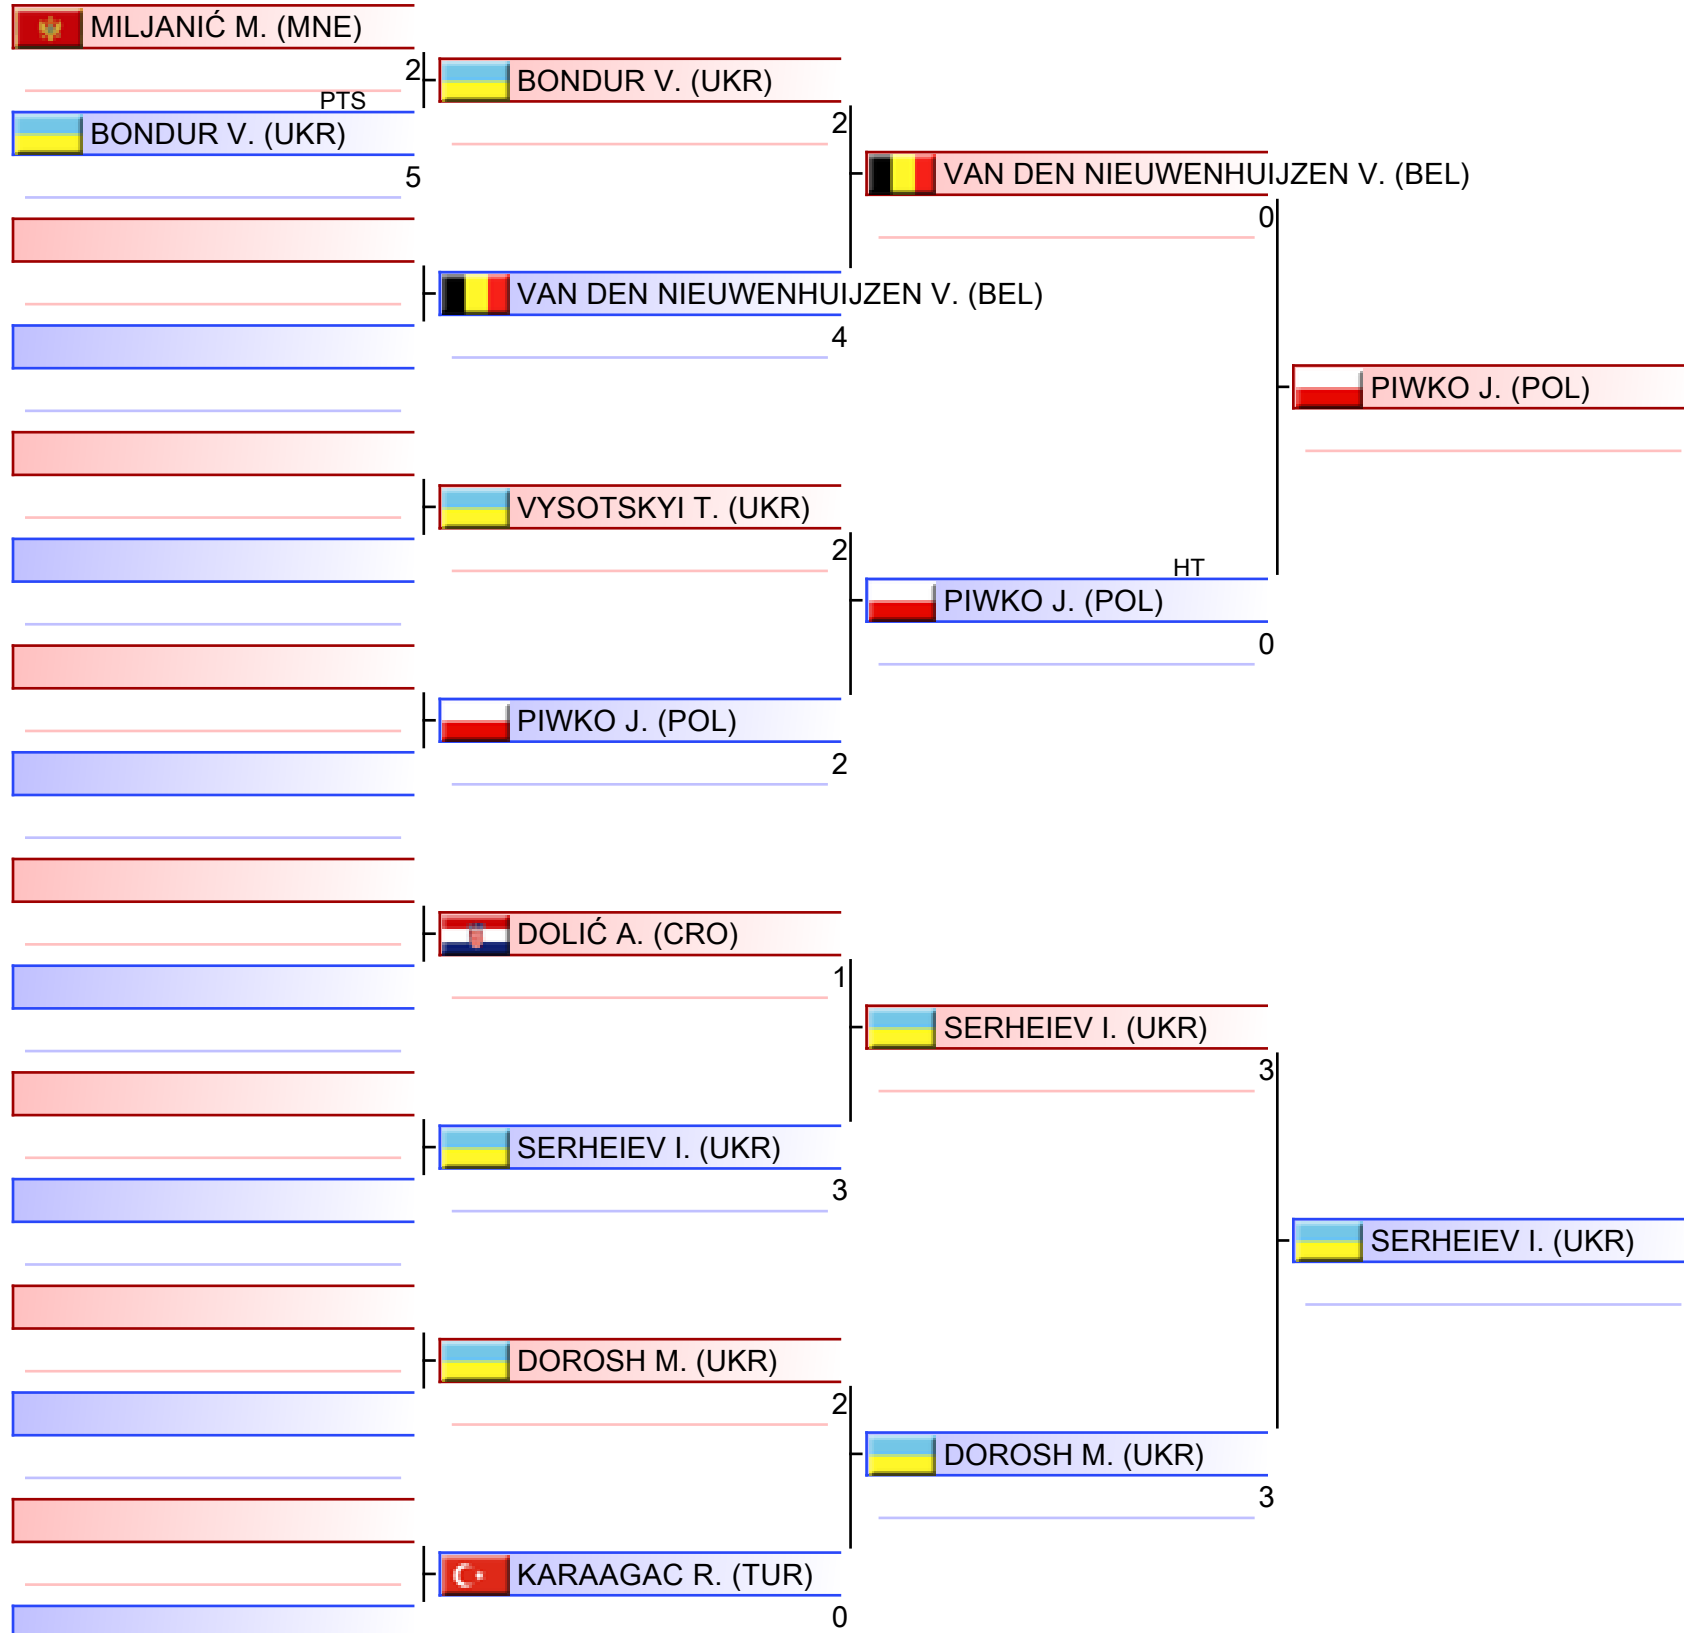 MILJANIĆ M. (MNE)
2
PTS
BONDUR V. (UKR)
5
BONDUR V. (UKR)
2
VAN DEN NIEUWENHUIJZEN V. (BEL)
4
VYSOTSKYI T. (UKR)
2
PIWKO J. (POL)
2
DOLIĆ A. (CRO)
1
SERHEIEV I. (UKR)
3
DOROSH M. (UKR)
2
KARAAGAC R. (TUR)
0
VAN DEN NIEUWENHUIJZEN V. (BEL)
0
HT
PIWKO J. (POL)
0
SERHEIEV I. (UKR)
3
DOROSH M. (UKR)
3
PIWKO J. (POL)
SERHEIEV I. (UKR)